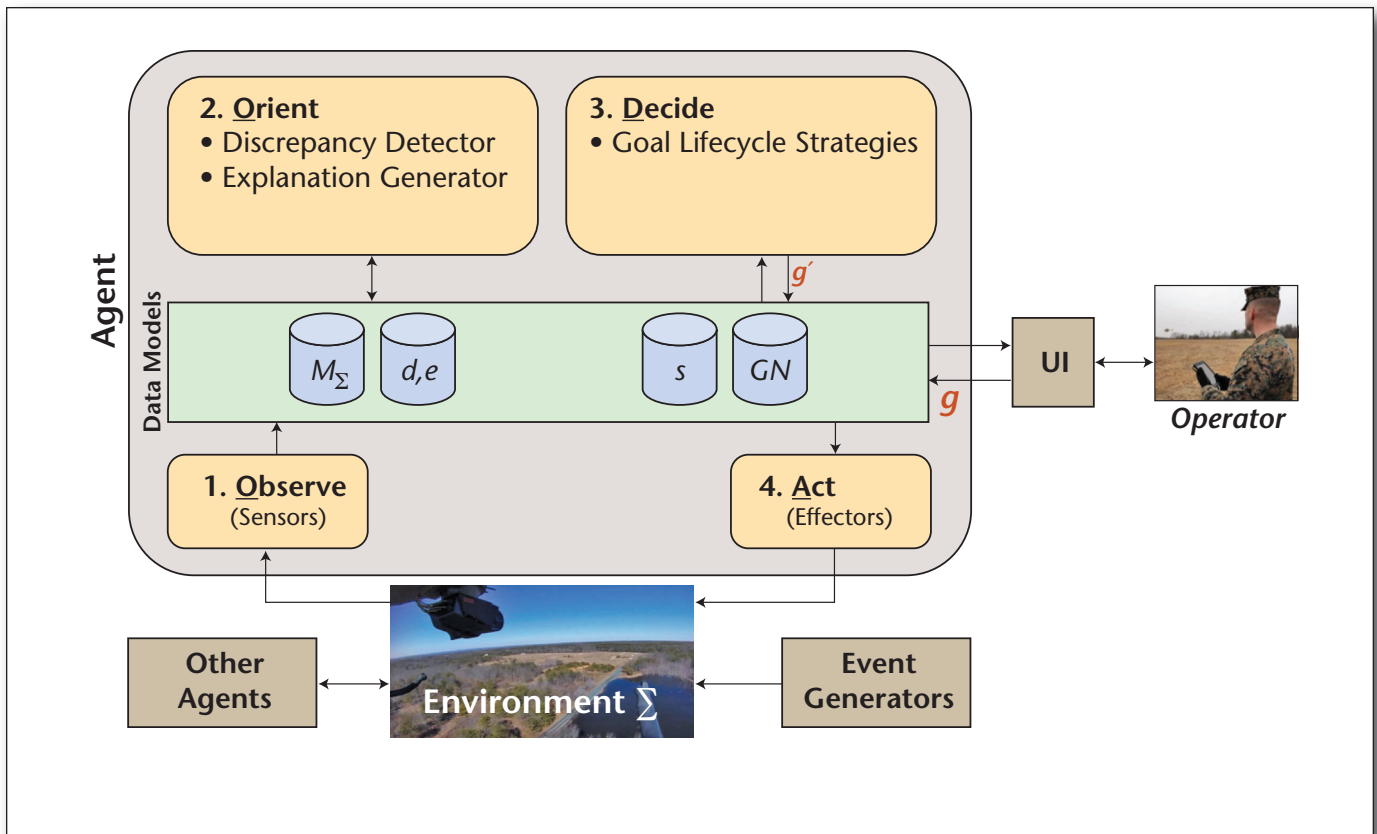 2. Orient
• Discrepancy Detector
• Explanation Generator
3. Decide
• Goal Lifecycle Strategies
Agent
g′
Data Models
M_Σ
d,e
s
GN
UI
g
Operator
1. Observe
(Sensors)
4. Act
(Effectors)
Other
Agents
Environment ∑
Event
Generators